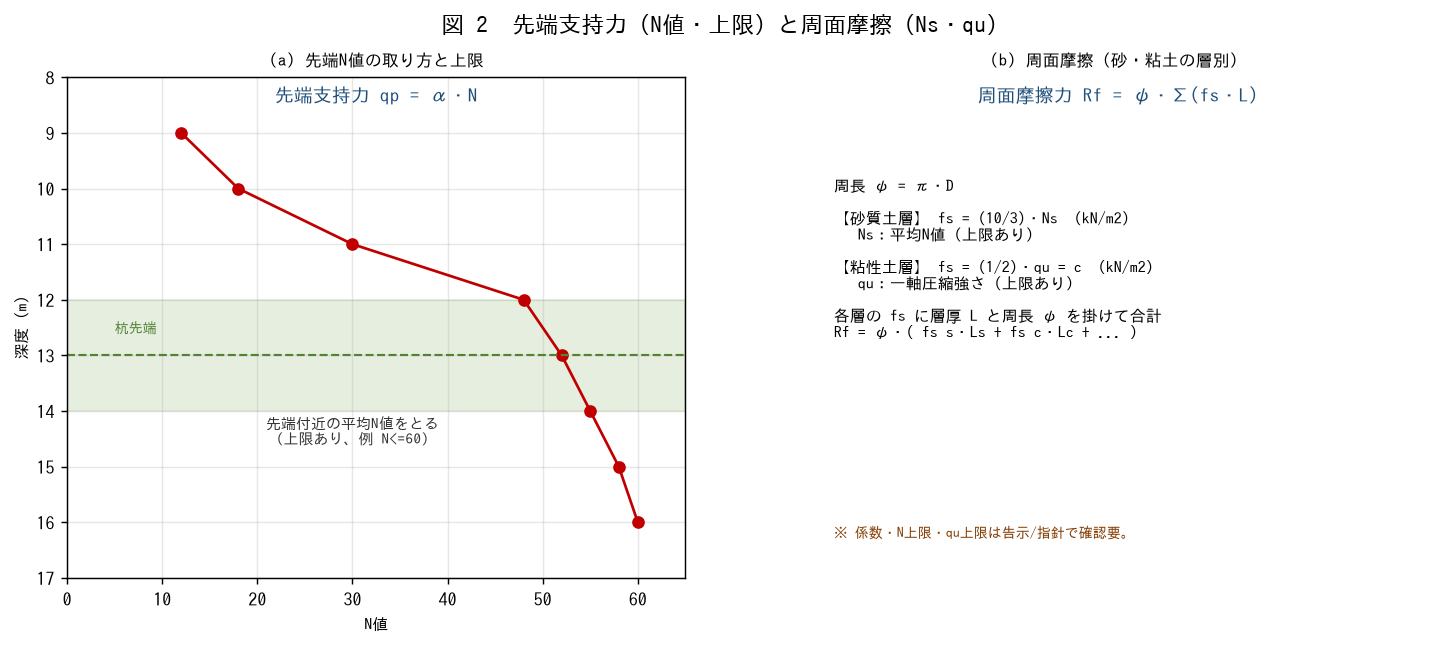 図 2　先端支持力（N値・上限）と周面摩擦（Ns・qu）
(a) 先端N値の取り方と上限
先端支持力 qp = α・N
8
9
10
11
12
13
14
15
16
17
深度（m）
杭先端
先端付近の平均N値をとる
（上限あり、例 N<=60）
0
10
20
30
40
50
60
N値
(b) 周面摩擦（砂・粘土の層別）
周面摩擦力 Rf = ψ・Σ(fs・L)
周長 ψ = π・D
【砂質土層】 fs = (10/3)・Ns （kN/m2）
Ns：平均N値（上限あり）
【粘性土層】 fs = (1/2)・qu = c （kN/m2）
qu：一軸圧縮強さ（上限あり）
各層の fs に層厚 L と周長 ψ を掛けて合計
Rf = ψ・( fs s・Ls + fs c・Lc + ... )
※ 係数・N上限・qu上限は告示/指針で確認要。